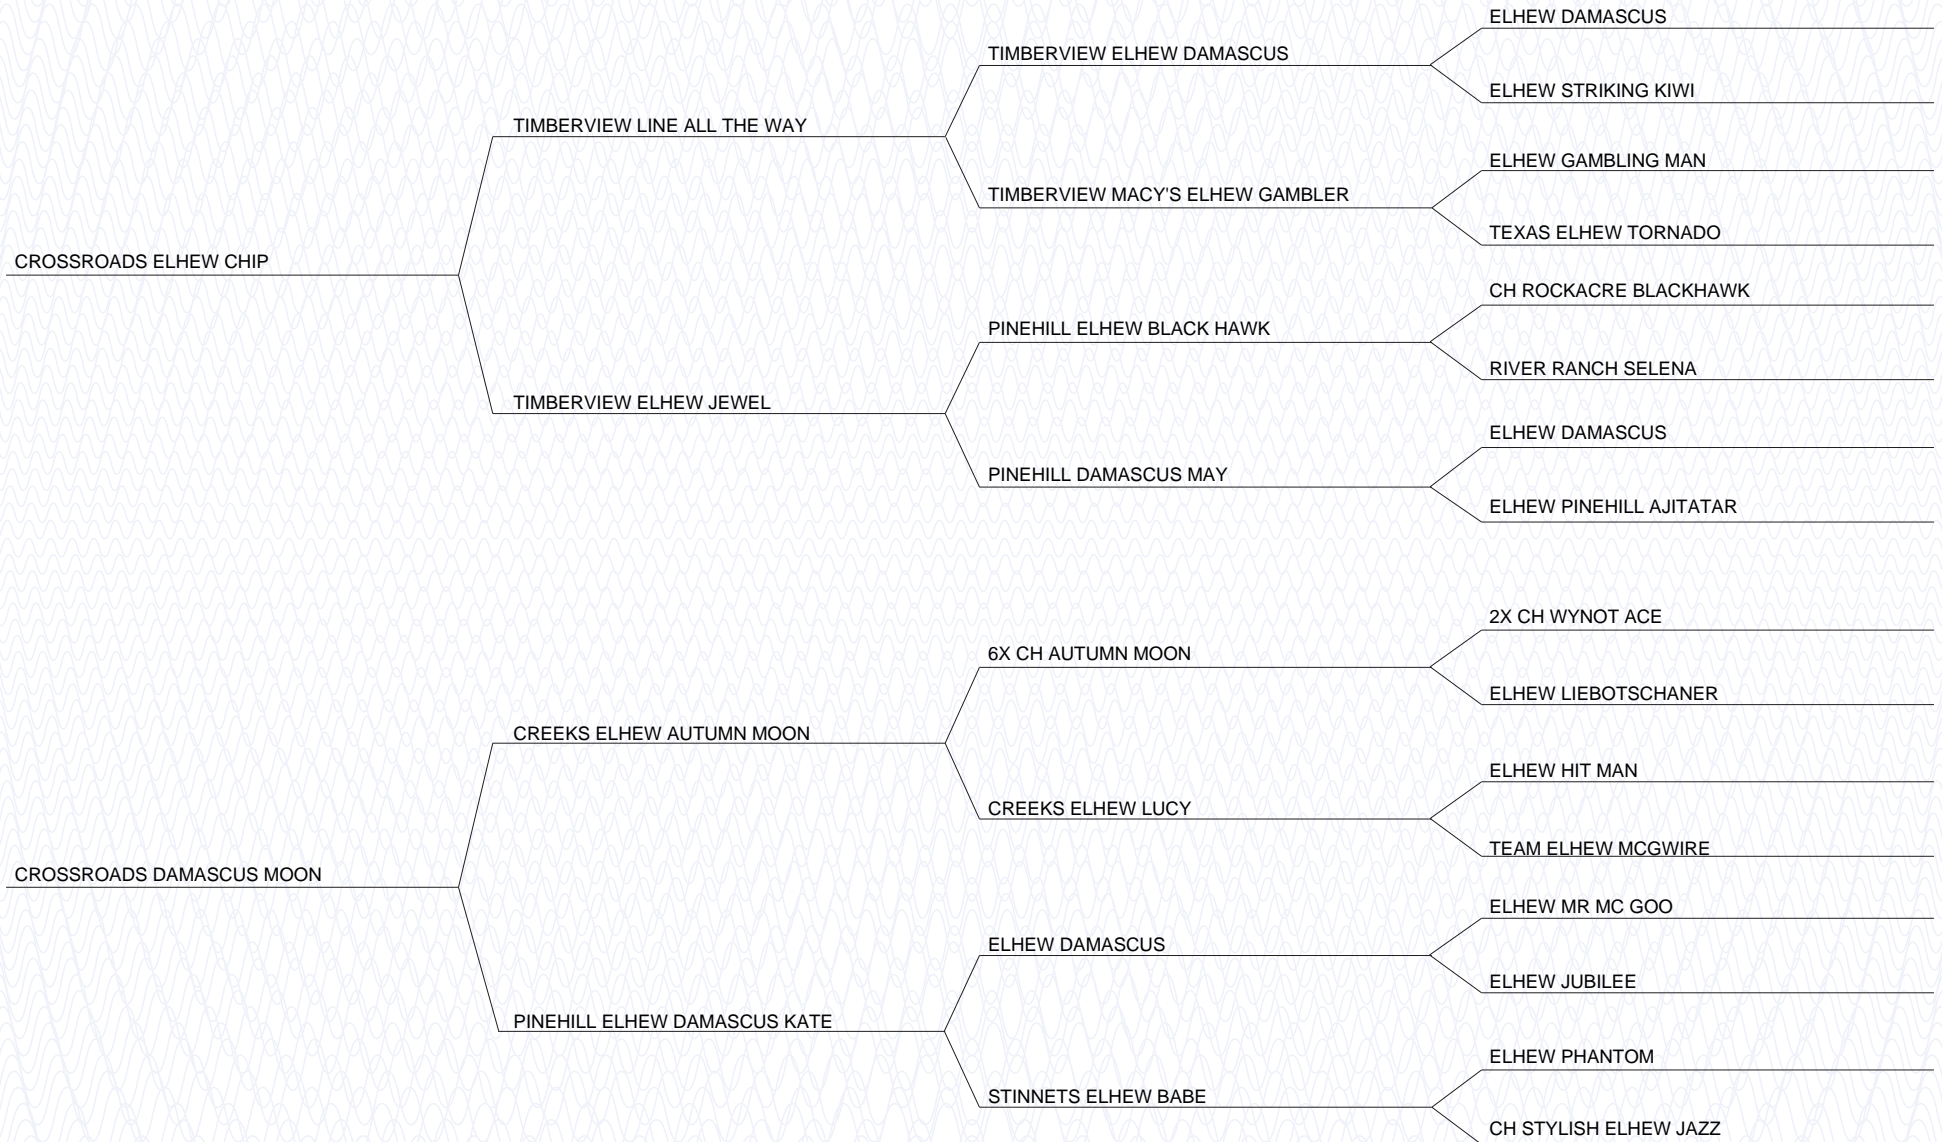 ELHEW DAMASCUS
TIMBERVIEW ELHEW DAMASCUS
ELHEW STRIKING KIWI
TIMBERVIEW LINE ALL THE WAY
ELHEW GAMBLING MAN
TIMBERVIEW MACY'S ELHEW GAMBLER
TEXAS ELHEW TORNADO
CROSSROADS ELHEW CHIP
CH ROCKACRE BLACKHAWK
PINEHILL ELHEW BLACK HAWK
RIVER RANCH SELENA
TIMBERVIEW ELHEW JEWEL
ELHEW DAMASCUS
PINEHILL DAMASCUS MAY
ELHEW PINEHILL AJITATAR
2X CH WYNOT ACE
6X CH AUTUMN MOON
ELHEW LIEBOTSCHANER
CREEKS ELHEW AUTUMN MOON
ELHEW HIT MAN
CREEKS ELHEW LUCY
TEAM ELHEW MCGWIRE
CROSSROADS DAMASCUS MOON
ELHEW MR MC GOO
ELHEW DAMASCUS
ELHEW JUBILEE
PINEHILL ELHEW DAMASCUS KATE
ELHEW PHANTOM
STINNETS ELHEW BABE
CH STYLISH ELHEW JAZZ